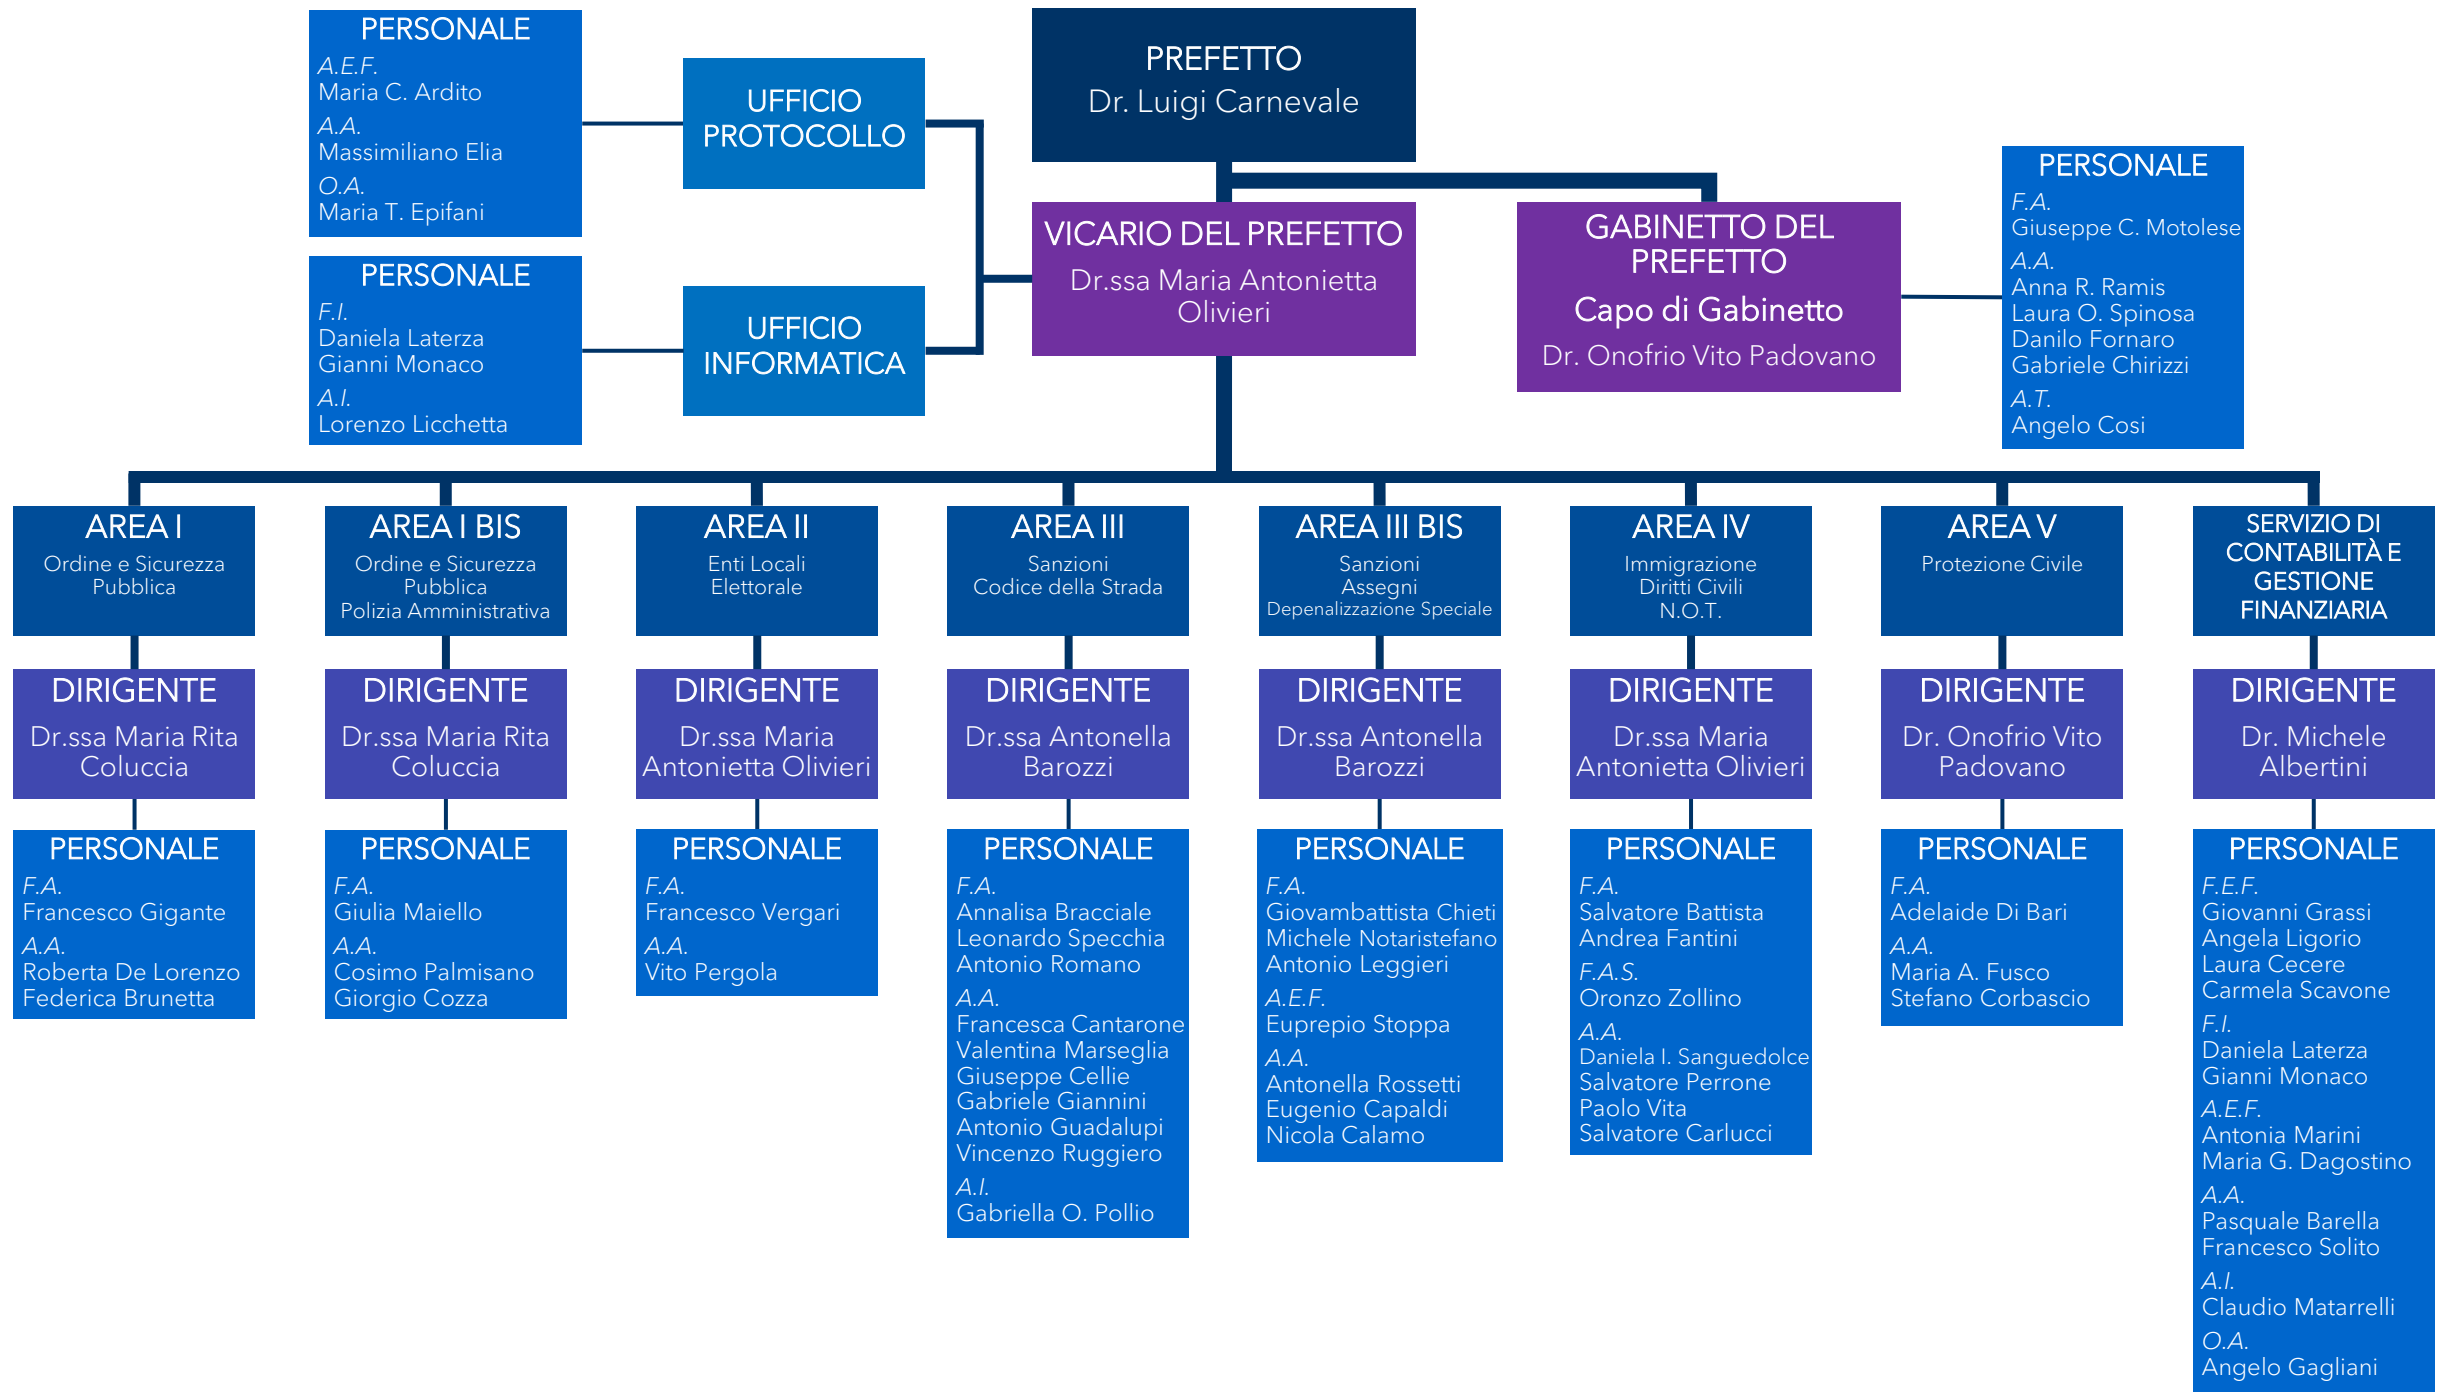 PERSONALE
A.E.F.
Maria C. Ardito
A.A.
Massimiliano Elia
O.A.
Maria T. Epifani
UFFICIO
PROTOCOLLO
PREFETTO
Dr. Luigi Carnevale
PERSONALE
F.I.
Daniela Laterza
Gianni Monaco
A.I.
Lorenzo Licchetta
UFFICIO
INFORMATICA
VICARIO DEL PREFETTO
Dr.ssa Maria Antonietta
Olivieri
GABINETTO DEL
PREFETTO
Capo di Gabinetto
Dr. Onofrio Vito Padovano
PERSONALE
F.A.
Giuseppe C. Motolese
A.A.
Anna R. Ramis
Laura O. Spinosa
Danilo Fornaro
Gabriele Chirizzi
A.T.
Angelo Cosi
AREA I
Ordine e Sicurezza
Pubblica
AREA I BIS
Ordine e Sicurezza
Pubblica
Polizia Amministrativa
AREA II
Enti Locali
Elettorale
AREA III
Sanzioni
Codice della Strada
AREA III BIS
Sanzioni
Assegni
Depenalizzazione Speciale
AREA IV
Immigrazione
Diritti Civili
N.O.T.
AREA V
Protezione Civile
SERVIZIO DI
CONTABILITÀ E
GESTIONE
FINANZIARIA
DIRIGENTE
Dr.ssa Maria Rita
Coluccia
DIRIGENTE
Dr.ssa Maria Rita
Coluccia
DIRIGENTE
Dr.ssa Maria
Antonietta Olivieri
DIRIGENTE
Dr.ssa Antonella
Barozzi
DIRIGENTE
Dr.ssa Antonella
Barozzi
DIRIGENTE
Dr.ssa Maria
Antonietta Olivieri
DIRIGENTE
Dr. Onofrio Vito
Padovano
DIRIGENTE
Dr. Michele
Albertini
PERSONALE
F.A.
Francesco Gigante
A.A.
Roberta De Lorenzo
Federica Brunetta
PERSONALE
F.A.
Giulia Maiello
A.A.
Cosimo Palmisano
Giorgio Cozza
PERSONALE
F.A.
Francesco Vergari
A.A.
Vito Pergola
PERSONALE
F.A.
Annalisa Bracciale
Leonardo Specchia
Antonio Romano
A.A.
Francesca Cantarone
Valentina Marseglia
Giuseppe Cellie
Gabriele Giannini
Antonio Guadalupi
Vincenzo Ruggiero
A.I.
Gabriella O. Pollio
PERSONALE
F.A.
Giovambattista Chieti
Michele Notaristefano
Antonio Leggieri
A.E.F.
Euprepio Stoppa
A.A.
Antonella Rossetti
Eugenio Capaldi
Nicola Calamo
PERSONALE
F.A.
Salvatore Battista
Andrea Fantini
F.A.S.
Oronzo Zollino
A.A.
Daniela I. Sanguedolce
Salvatore Perrone
Paolo Vita
Salvatore Carlucci
PERSONALE
F.A.
Adelaide Di Bari
A.A.
Maria A. Fusco
Stefano Corbascio
PERSONALE
F.E.F.
Giovanni Grassi
Angela Ligorio
Laura Cecere
Carmela Scavone
F.I.
Daniela Laterza
Gianni Monaco
A.E.F.
Antonia Marini
Maria G. Dagostino
A.A.
Pasquale Barella
Francesco Solito
A.I.
Claudio Matarrelli
O.A.
Angelo Gagliani